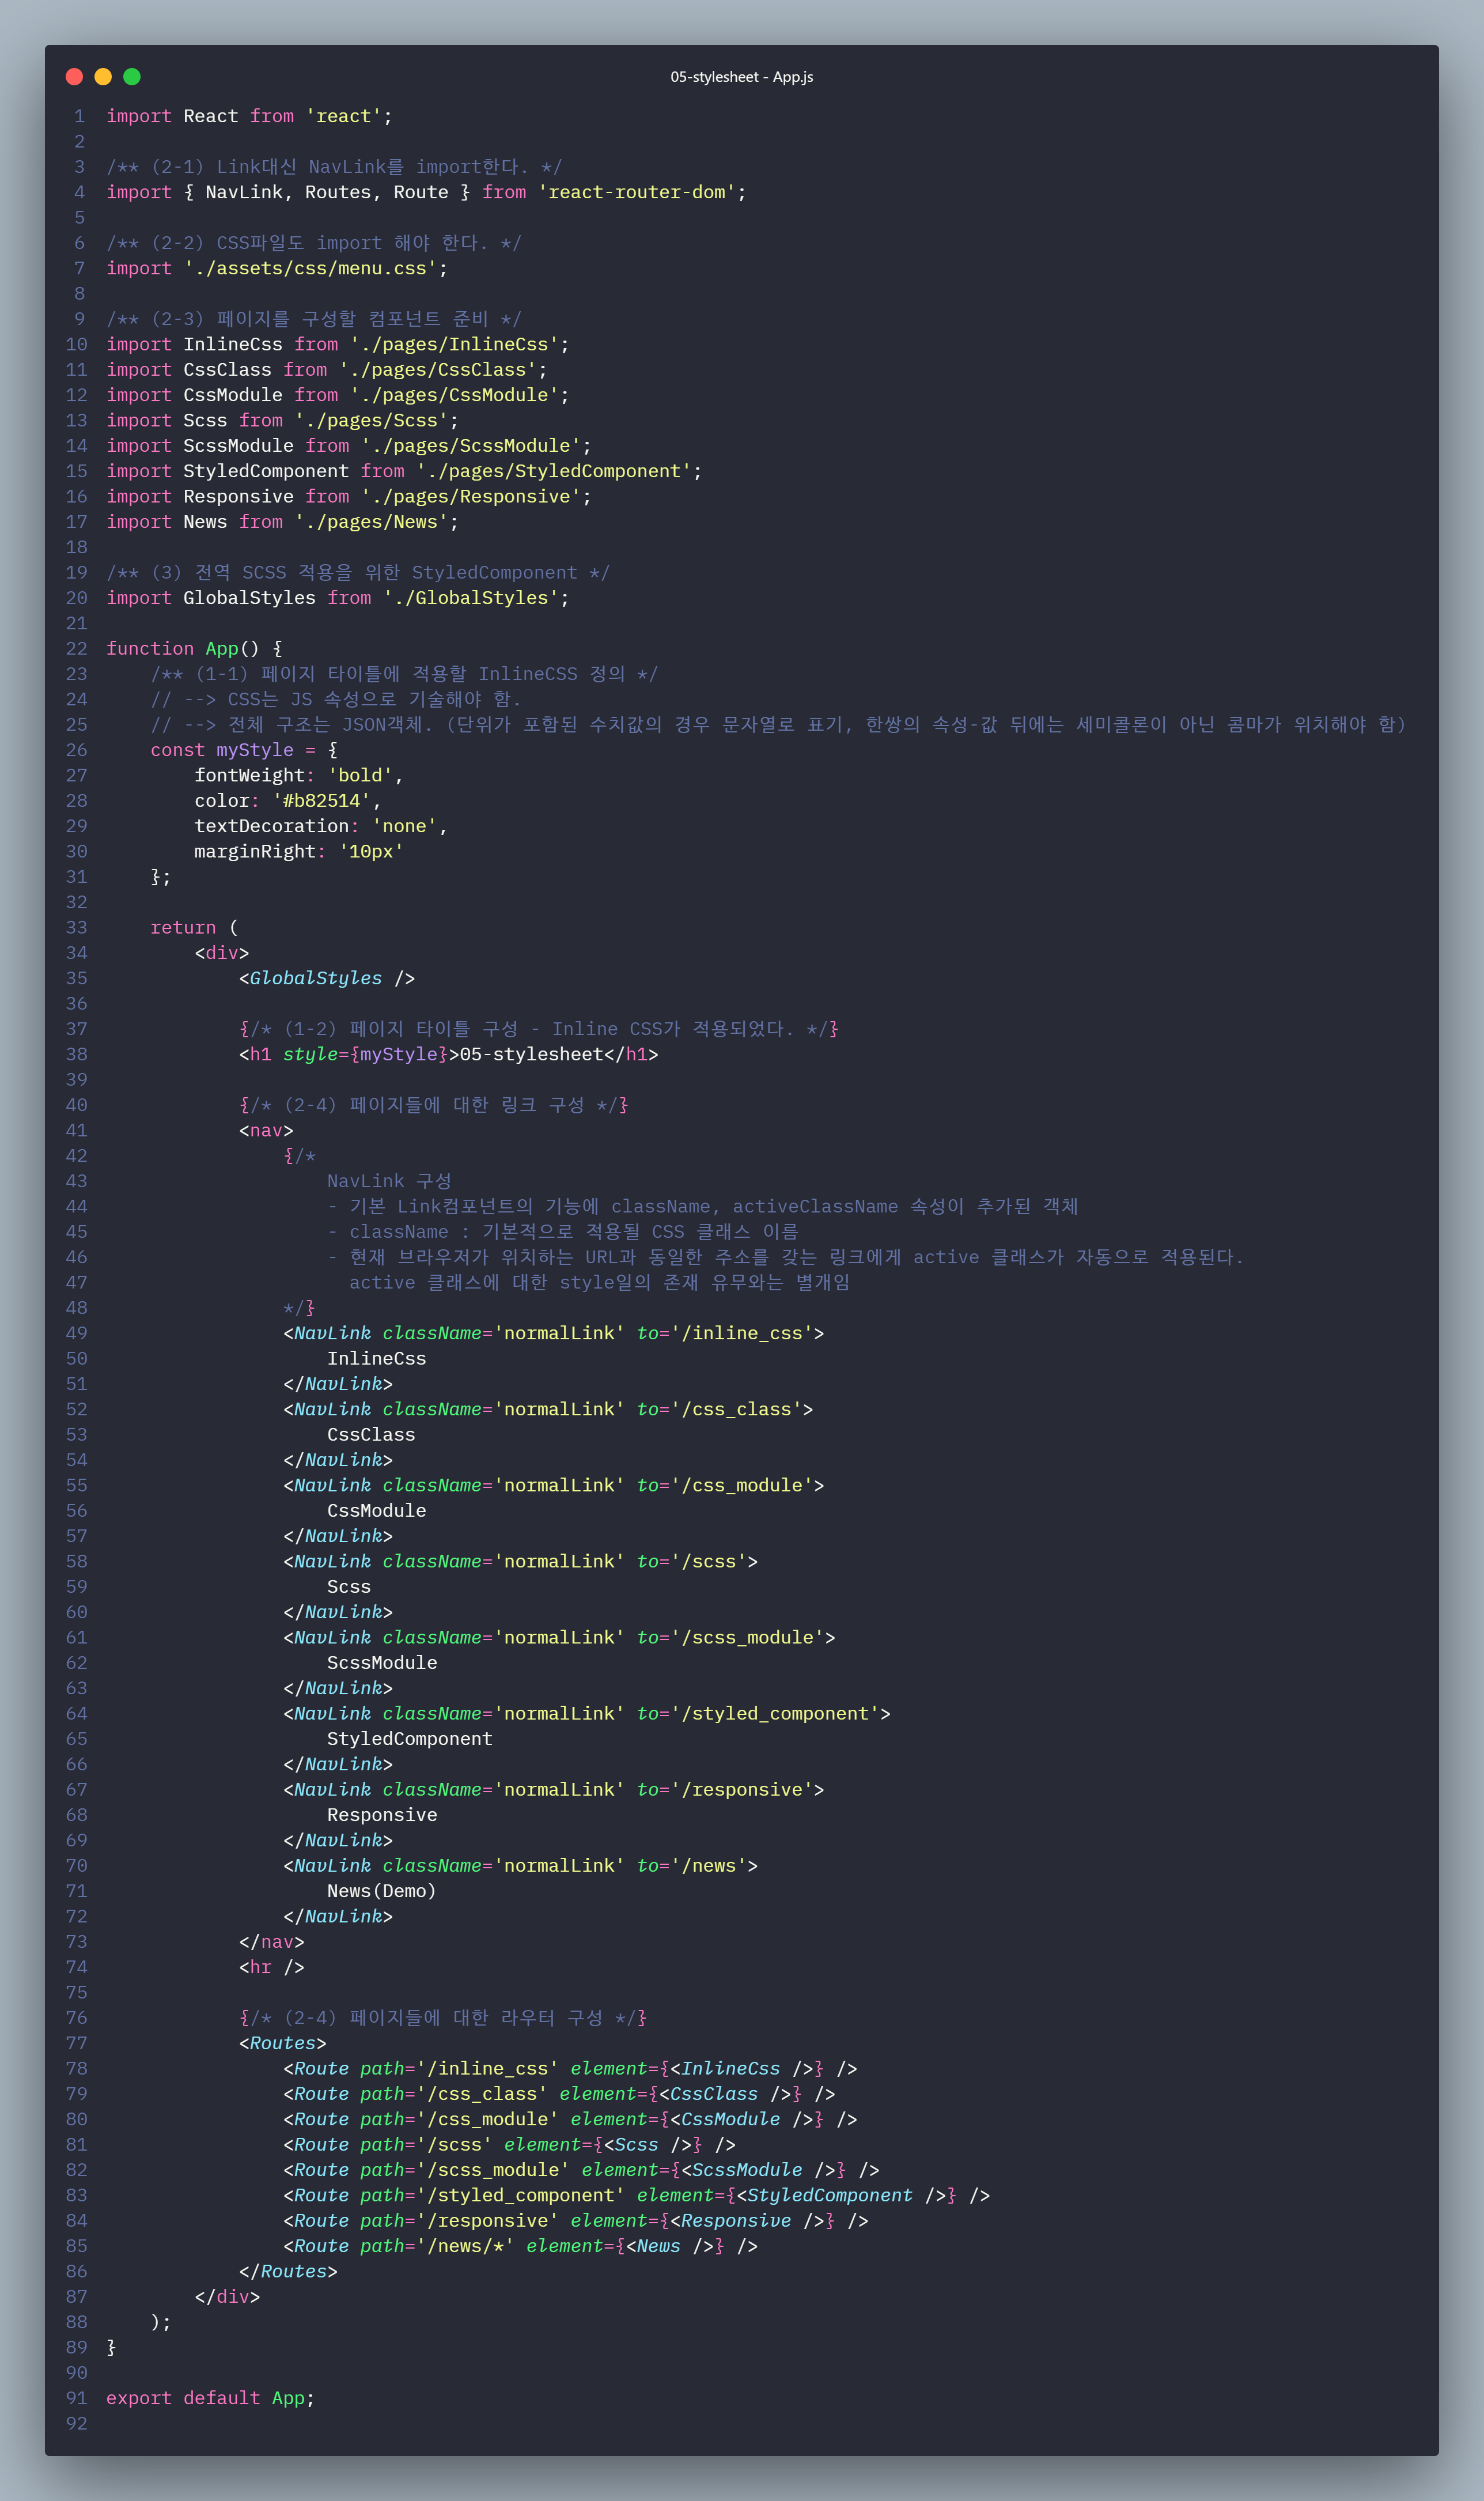 05-stylesheet - App.js
1 import React from 'react';
2
3 /** (2-1) Link대신 NavLink를 import한다. */
4 import { NavLink, Routes, Route } from 'react-router-dom';
5
6 /** (2-2) CSS파일도 import 해야 한다. */
7 import './assets/css/menu.css';
8
9 /** (2-3) 페이지를 구성할 컴포넌트 준비 */
10 import InlineCss from './pages/InlineCss';
11 import CssClass from './pages/CssClass';
12 import CssModule from './pages/CssModule';
13 import Scss from './pages/Scss';
14 import ScssModule from './pages/ScssModule';
15 import StyledComponent from './pages/StyledComponent';
16 import Responsive from './pages/Responsive';
17 import News from './pages/News';
18
19 /** (3) 전역 SCSS 적용을 위한 StyledComponent */
20 import GlobalStyles from './GlobalStyles';
21
22 function App() {
23     /** (1-1) 페이지 타이틀에 적용할 InlineCSS 정의 */
24     // --> CSS는 JS 속성으로 기술해야 함.
25     // --> 전체 구조는 JSON객체. (단위가 포함된 수치값의 경우 문자열로 표기, 한쌍의 속성-값 뒤에는 세미콜론이 아닌 콤마가 위치해야 함)
26     const myStyle = {
27         fontWeight: 'bold',
28         color: '#b82514',
29         textDecoration: 'none',
30         marginRight: '10px'
31     };
32
33     return (
34         <div>
35             <GlobalStyles />
36
37             {/* (1-2) 페이지 타이틀 구성 - Inline CSS가 적용되었다. */}
38             <h1 style={myStyle}>05-stylesheet</h1>
39
40             {/* (2-4) 페이지들에 대한 링크 구성 */}
41             <nav>
42                 {/*
43                     NavLink 구성
44                     - 기본 Link컴포넌트의 기능에 className, activeClassName 속성이 추가된 객체
45                     - className : 기본적으로 적용될 CSS 클래스 이름
46                     - 현재 브라우저가 위치하는 URL과 동일한 주소를 갖는 링크에게 active 클래스가 자동으로 적용된다.
47                       active 클래스에 대한 style일의 존재 유무와는 별개임
48                 */}
49                 <NavLink className='normalLink' to='/inline_css'>
50                     InlineCss
51                 </NavLink>
52                 <NavLink className='normalLink' to='/css_class'>
53                     CssClass
54                 </NavLink>
55                 <NavLink className='normalLink' to='/css_module'>
56                     CssModule
57                 </NavLink>
58                 <NavLink className='normalLink' to='/scss'>
59                     Scss
60                 </NavLink>
61                 <NavLink className='normalLink' to='/scss_module'>
62                     ScssModule
63                 </NavLink>
64                 <NavLink className='normalLink' to='/styled_component'>
65                     StyledComponent
66                 </NavLink>
67                 <NavLink className='normalLink' to='/responsive'>
68                     Responsive
69                 </NavLink>
70                 <NavLink className='normalLink' to='/news'>
71                     News(Demo)
72                 </NavLink>
73             </nav>
74             <hr />
75
76             {/* (2-4) 페이지들에 대한 라우터 구성 */}
77             <Routes>
78                 <Route path='/inline_css' element={<InlineCss />} />
79                 <Route path='/css_class' element={<CssClass />} />
80                 <Route path='/css_module' element={<CssModule />} />
81                 <Route path='/scss' element={<Scss />} />
82                 <Route path='/scss_module' element={<ScssModule />} />
83                 <Route path='/styled_component' element={<StyledComponent />} />
84                 <Route path='/responsive' element={<Responsive />} />
85                 <Route path='/news/*' element={<News />} />
86             </Routes>
87         </div>
88     );
89 }
90
91 export default App;
92